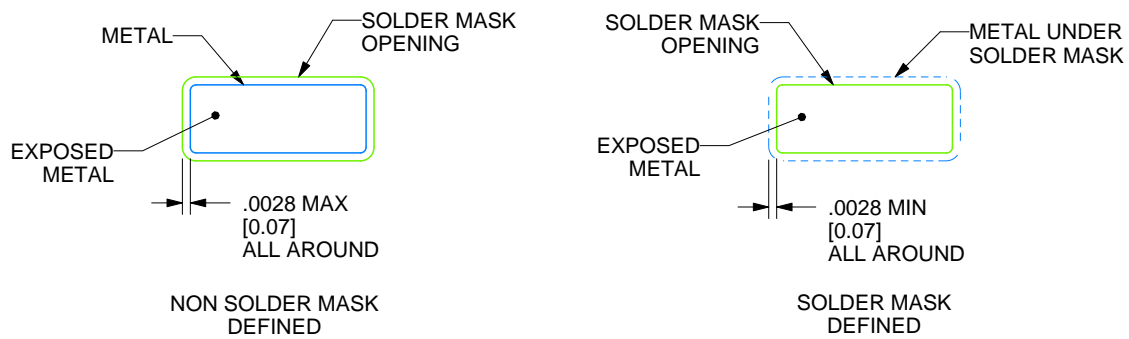 METAL
SOLDER MASK
OPENING
EXPOSED
METAL
.0028 MAX
[0.07]
ALL AROUND
NON SOLDER MASK
DEFINED
SOLDER MASK
OPENING
METAL UNDER
SOLDER MASK
EXPOSED
METAL
.0028 MIN
[0.07]
ALL AROUND
SOLDER MASK
DEFINED